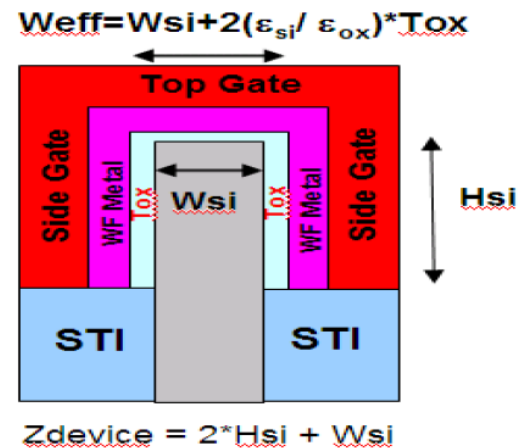 Weff=Wsi+2(εsi/ εox)*Tox
Top Gate
Side Gate
WF Metal
Tox
Wsi
Tox
WF Metal
Side Gate
Hsi
STI
STI
Zdevice = 2*Hsi + Wsi